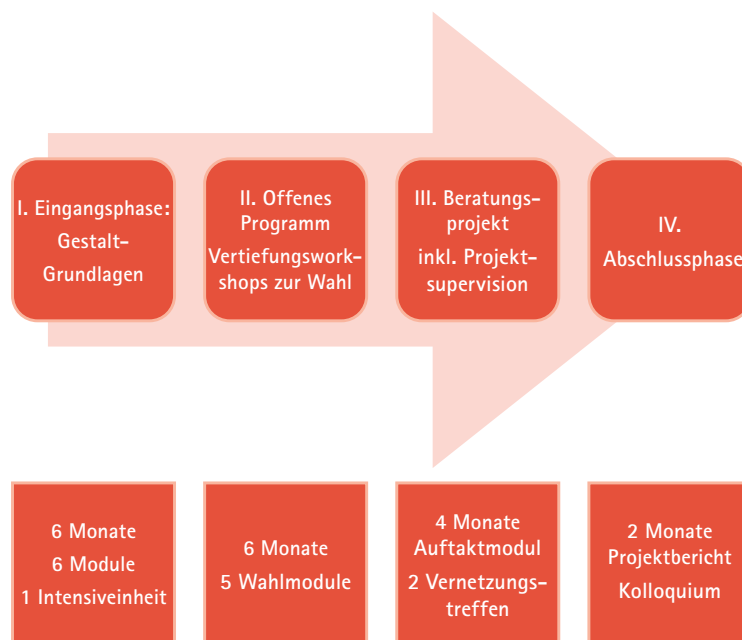 I. Eingangsphase:
Gestalt-
Grundlagen
II. Offenes
Programm
Vertiefungswork-
shops zur Wahl
III. Beratungs-
projekt
inkl. Projekt-
supervision
IV.
Abschlussphase
6 Monate
6 Module
1 Intensiveinheit
6 Monate
5 Wahlmodule
4 Monate
Auftaktmodul
2 Vernetzungs-
treffen
2 Monate
Projektbericht
Kolloquium